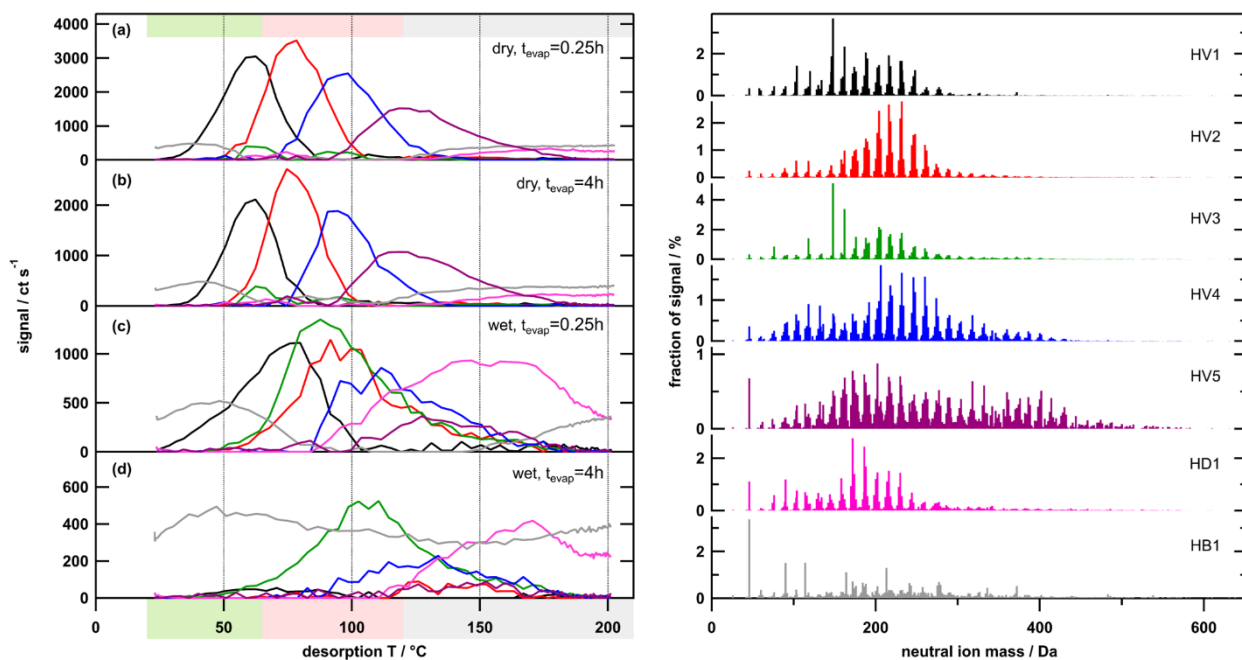 (a)
dry, tevap=0.25h
4000
3000
2000
1000
0
(b)
dry, tevap=4h
2000
1000
0
(c)
wet, tevap=0.25h
1000
500
0
(d)
wet, tevap=4h
600
400
200
0
0
50
100
150
200
signal / ct s-1
desorption T / °C
HV1
2
0
HV2
2
1
0
HV3
4
2
0
HV4
1
0
HV5
1
0
HD1
2
0
HB1
2
0
0
200
400
600
fraction of signal / %
neutral ion mass / Da